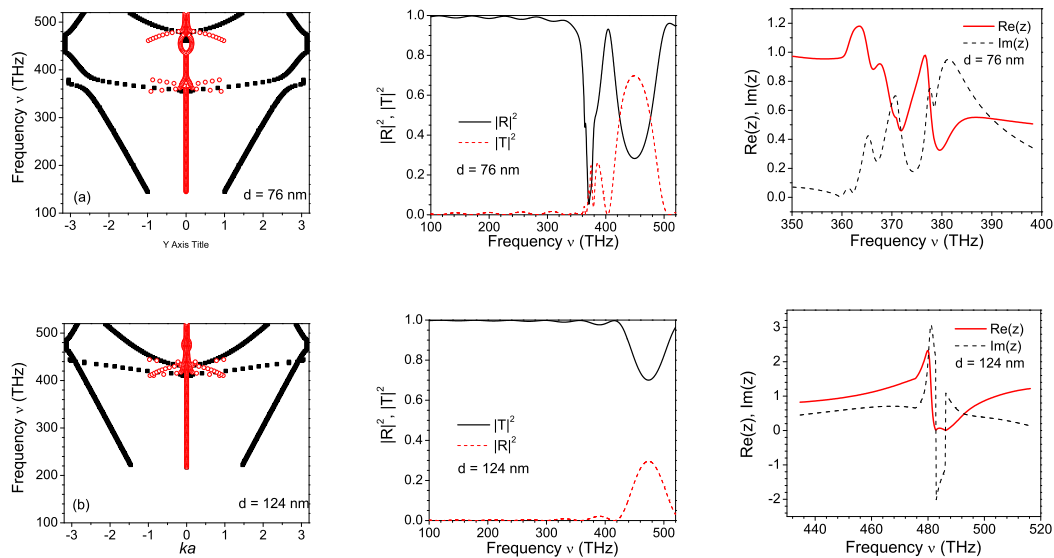 500
400
300
200
100
-3 -2 -1 0 1 2 3
Frequency ν (THz)
(a)
d = 76 nm
Y Axis Title
1.0
0.8
0.6
0.4
0.2
0.0
100 200 300 400 500
|R|², |T|²
Frequency ν (THz)
|R|²
|T|²
d = 76 nm
1.2
1.0
0.8
0.6
0.4
0.2
0.0
350 360 370 380 390 400
Re(z), Im(z)
Frequency ν (THz)
Re(z)
Im(z)
d = 76 nm
500
400
300
200
100
-3 -2 -1 0 1 2 3
Frequency ν (THz)
(b)
d = 124 nm
ka
1.0
0.8
0.6
0.4
0.2
0.0
100 200 300 400 500
|R|², |T|²
Frequency ν (THz)
|T|²
|R|²
d = 124 nm
3
2
1
0
-1
-2
440 460 480 500 520
Re(z), Im(z)
Frequency ν (THz)
Re(z)
Im(z)
d = 124 nm